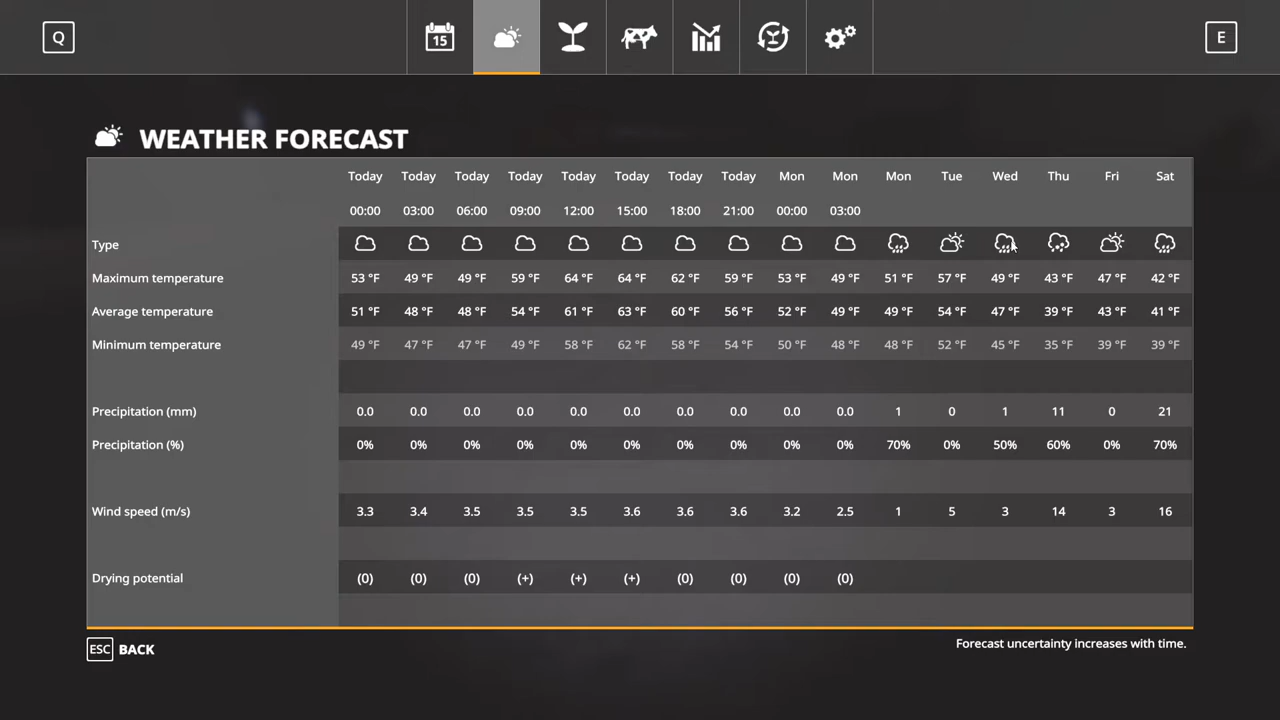 Q
15
E
WEATHER FORECAST
Today Today Today Today Today Today Today Today Mon Mon Mon Tue Wed Thu Fri Sat
00:00 03:00 06:00 09:00 12:00 15:00 18:00 21:00 00:00 03:00
Type
Maximum temperature 53 °F 49 °F 49 °F 59 °F 64 °F 64 °F 62 °F 59 °F 53 °F 49 °F 51 °F 57 °F 49 °F 43 °F 47 °F 42 °F
Average temperature 51 °F 48 °F 48 °F 54 °F 61 °F 63 °F 60 °F 56 °F 52 °F 49 °F 49 °F 54 °F 47 °F 39 °F 43 °F 41 °F
Minimum temperature 49 °F 47 °F 47 °F 49 °F 58 °F 62 °F 58 °F 54 °F 50 °F 48 °F 48 °F 52 °F 45 °F 35 °F 39 °F 39 °F
Precipitation (mm) 0.0 0.0 0.0 0.0 0.0 0.0 0.0 0.0 0.0 0.0 1 0 1 11 0 21
Precipitation (%) 0% 0% 0% 0% 0% 0% 0% 0% 0% 0% 70% 0% 50% 60% 0% 70%
Wind speed (m/s) 3.3 3.4 3.5 3.5 3.5 3.6 3.6 3.6 3.2 2.5 1 5 3 14 3 16
Drying potential (0) (0) (0) (+) (+) (+) (0) (0) (0) (0)
ESC BACK
Forecast uncertainty increases with time.